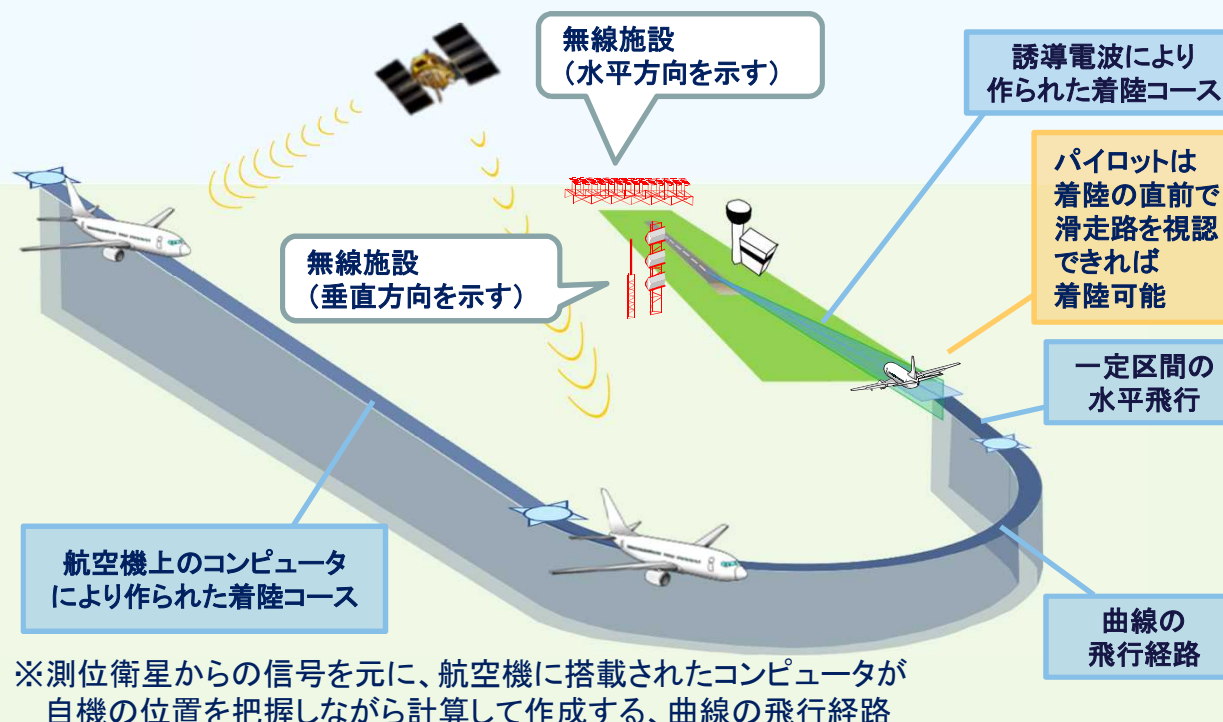 無線施設
（水平方向を示す）
誘導電波により
作られた着陸コース
パイロットは
着陸の直前で
滑走路を視認
できれば
着陸可能
無線施設
（垂直方向を示す）
一定区間の
水平飛行
航空機上のコンピュータ
により作られた着陸コース
曲線の
飛行経路
※測位衛星からの信号を元に、航空機に搭載されたコンピュータが
自機の位置を把握しながら計算して作成する、曲線の飛行経路